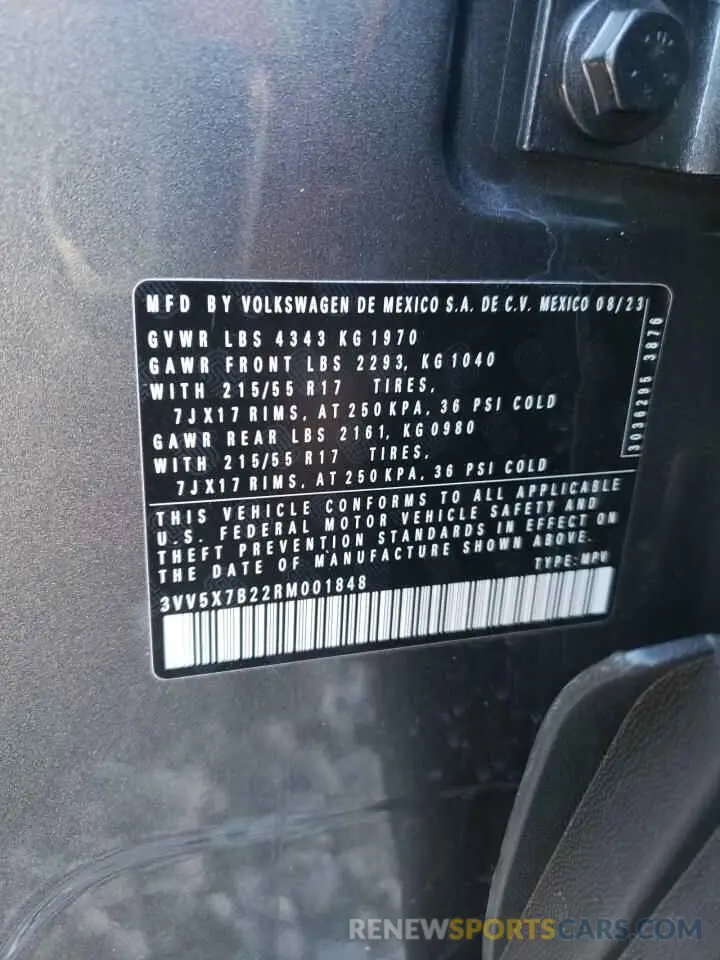 MFD BY VOLKSWAGEN DE MEXICO S.A. DE C.V. MEXICO 08/23
GVWR LBS 4343 KG 1970
GAWR FRONT LBS 2293, KG 1040
WITH 215/55 R17 TIRES,
7JX17 RIMS, AT 250 KPA, 36 PSI COLD
GAWR REAR LBS 2161, KG0980
WITH 215/55 R17 TIRES,
7JX17 RIMS, AT 250 KPA, 36 PSI COLD
3036295 3876
THIS VEHICLE CONFORMS TO ALL APPLICABLE
U.S. FEDERAL MOTOR VEHICLE SAFETY AND
THEFT PREVENTION STANDARDS IN EFFECT ON
THE DATE OF MANUFACTURE SHOWN ABOVE.
3VV5X7B22RM001848 TYPE:MPV
RENEWSPORTSCARS.COM